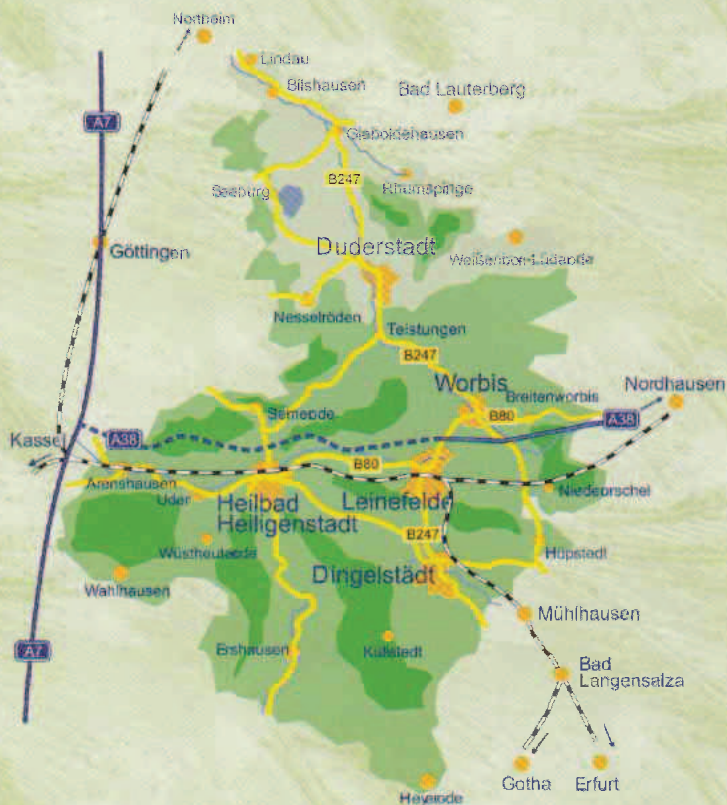 Northeim
Lindau
Bilshausen
Bad Lauterberg
A7
Gieboldehausen
B247
Rhumspringe
Seeburg
Göttingen
Duderstadt
Nesselröden
Teistungen
B247
Worbis
Breitenworbis
Nordhausen
B80
A38
Kassel
A38
B80
Arenshausen
Uder
Heilbad
Heiligenstadt
Leinefelde
Niederorschel
B247
Hüpstedt
Wüstheuterode
Dingelstädt
Wahlhausen
Mühlhausen
A7
Ershausen
Küllstedt
Bad
Langensalza
Gotha
Erfurt